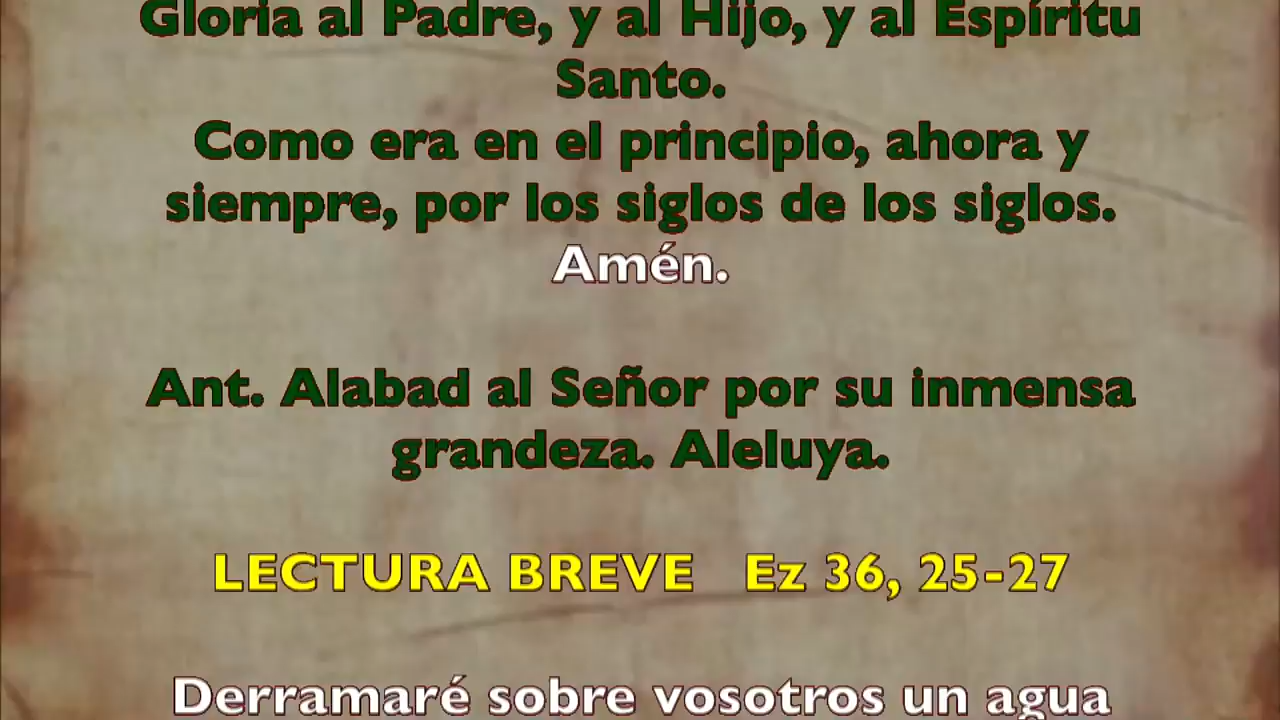 Gloria al Padre, y al Hijo, y al Espíritu
Santo.
Como era en el principio, ahora y
siempre, por los siglos de los siglos.
Amén.
Ant. Alabad al Señor por su inmensa
grandeza. Aleluya.
LECTURA BREVE Ez 36, 25-27
Derramaré sobre vosotros un agua